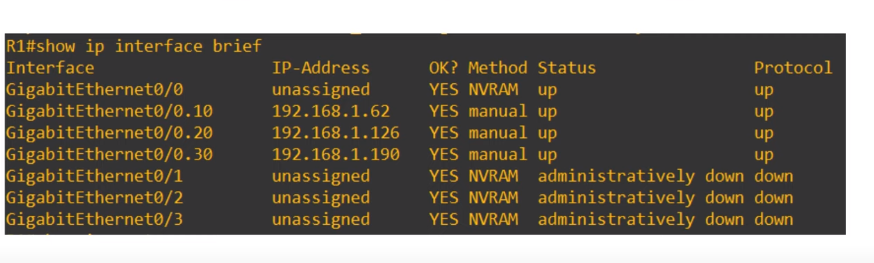 R1#show ip interface brief
Interface IP-Address OK? Method Status Protocol
GigabitEthernet0/0 unassigned YES NVRAM up up
GigabitEthernet0/0.10 192.168.1.62 YES manual up up
GigabitEthernet0/0.20 192.168.1.126 YES manual up up
GigabitEthernet0/0.30 192.168.1.190 YES manual up up
GigabitEthernet0/1 unassigned YES NVRAM administratively down down
GigabitEthernet0/2 unassigned YES NVRAM administratively down down
GigabitEthernet0/3 unassigned YES NVRAM administratively down down